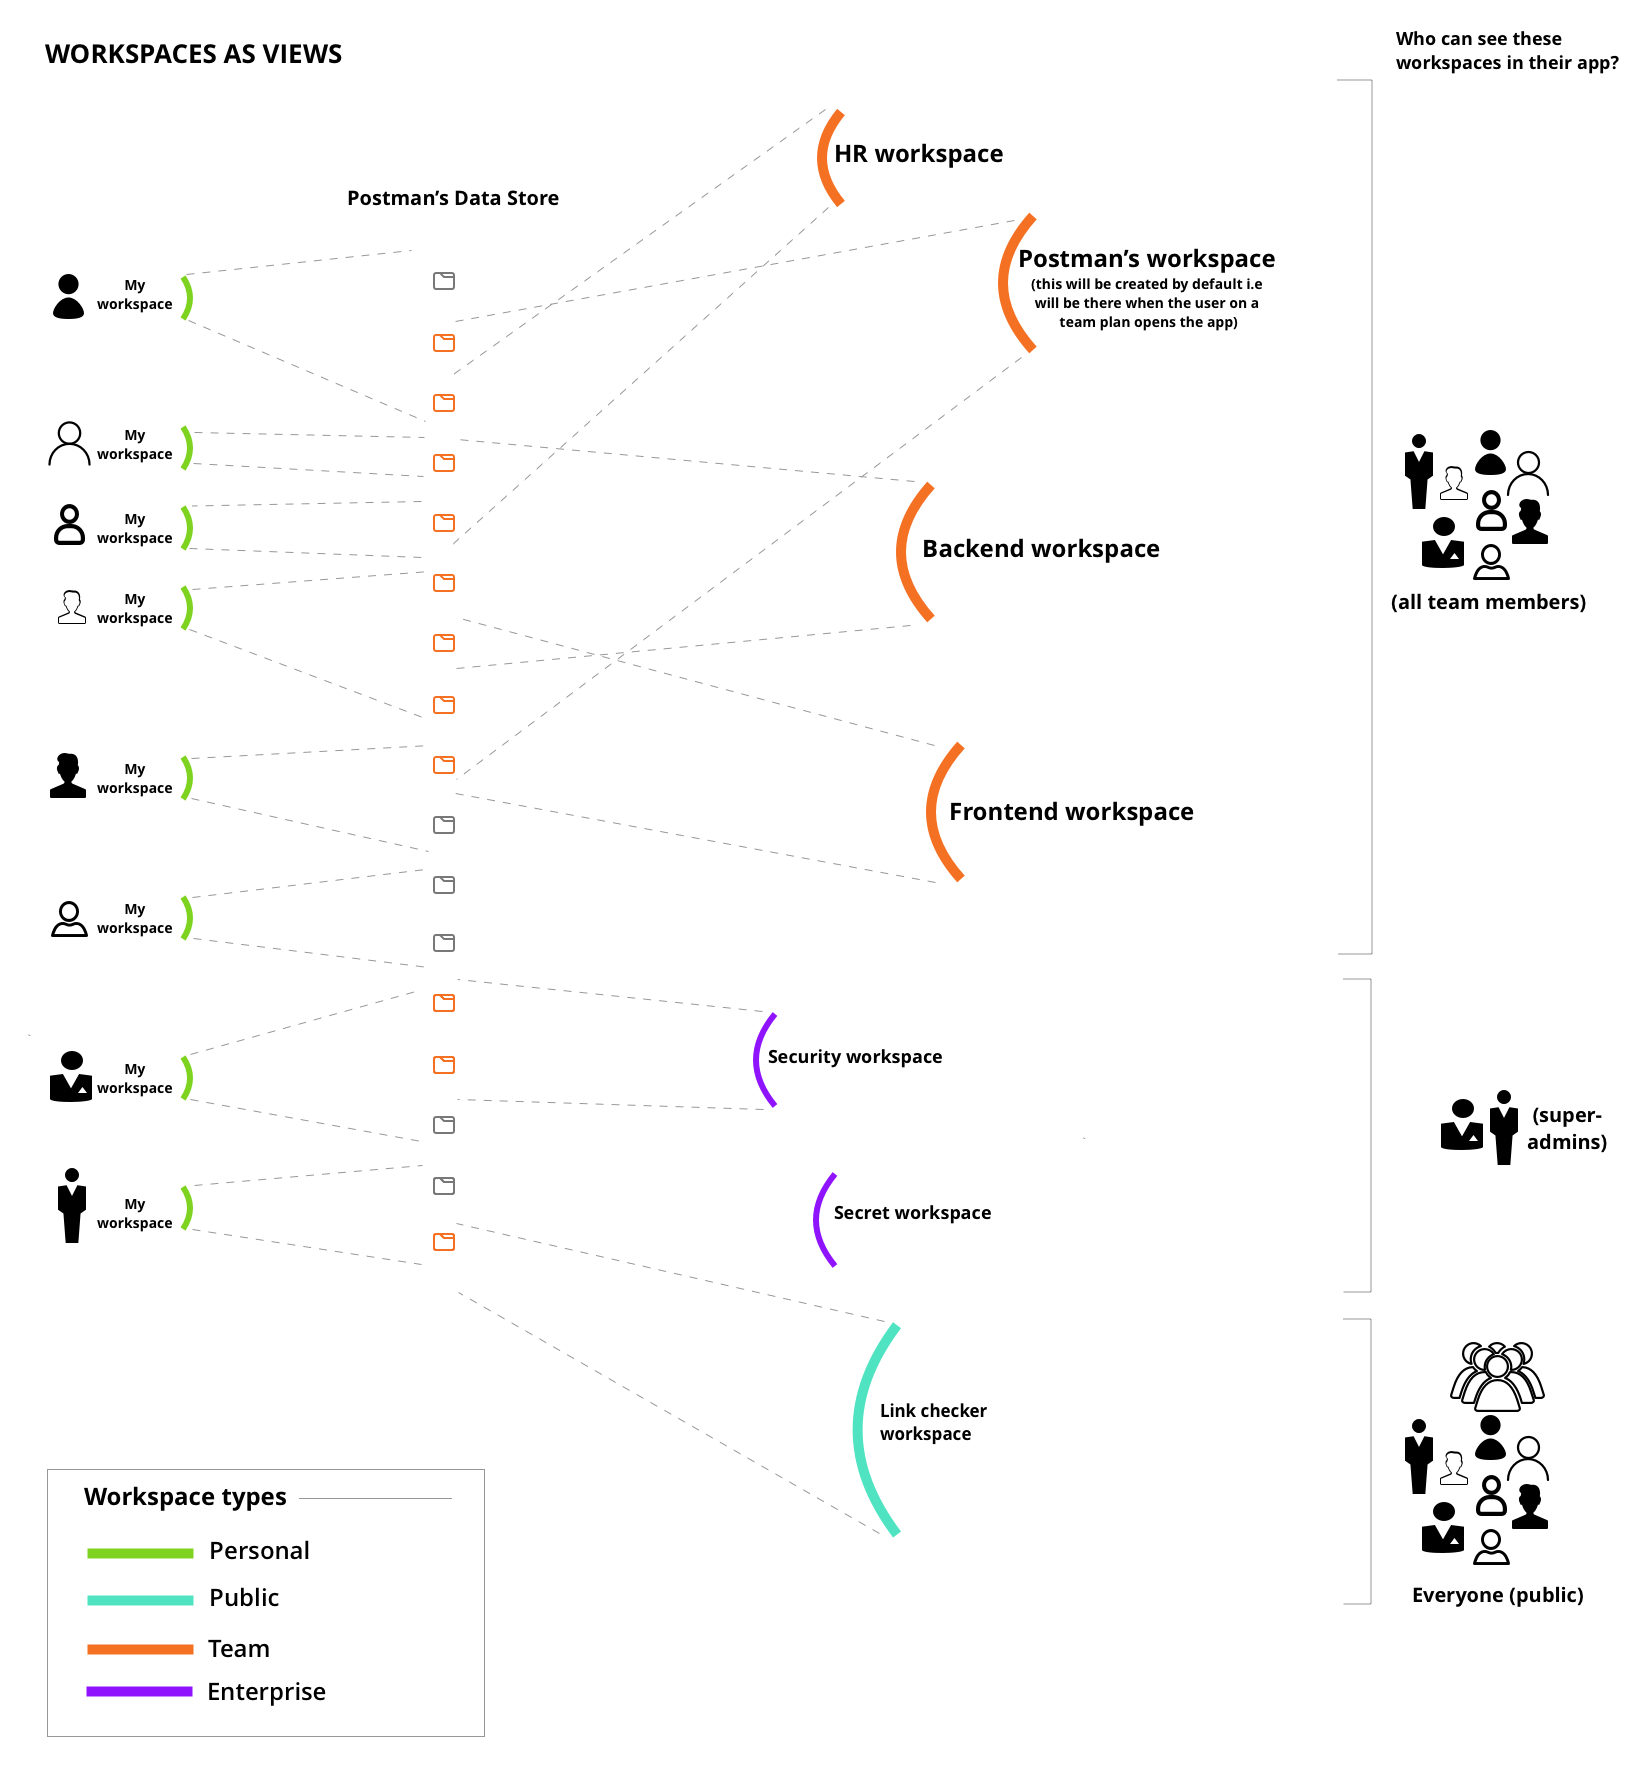 WORKSPACES AS VIEWS
Who can see these
workspaces in their app?
HR workspace
Postman’s Data Store
Postman’s workspace
(this will be created by default i.e
will be there when the user on a
team plan opens the app)
My
workspace
My
workspace
My
workspace
My
workspace
My
workspace
My
workspace
My
workspace
My
workspace
Backend workspace
Frontend workspace
(all team members)
Security workspace
Secret workspace
(super-
admins)
Link checker
workspace
Everyone (public)
Workspace types
Personal
Public
Team
Enterprise